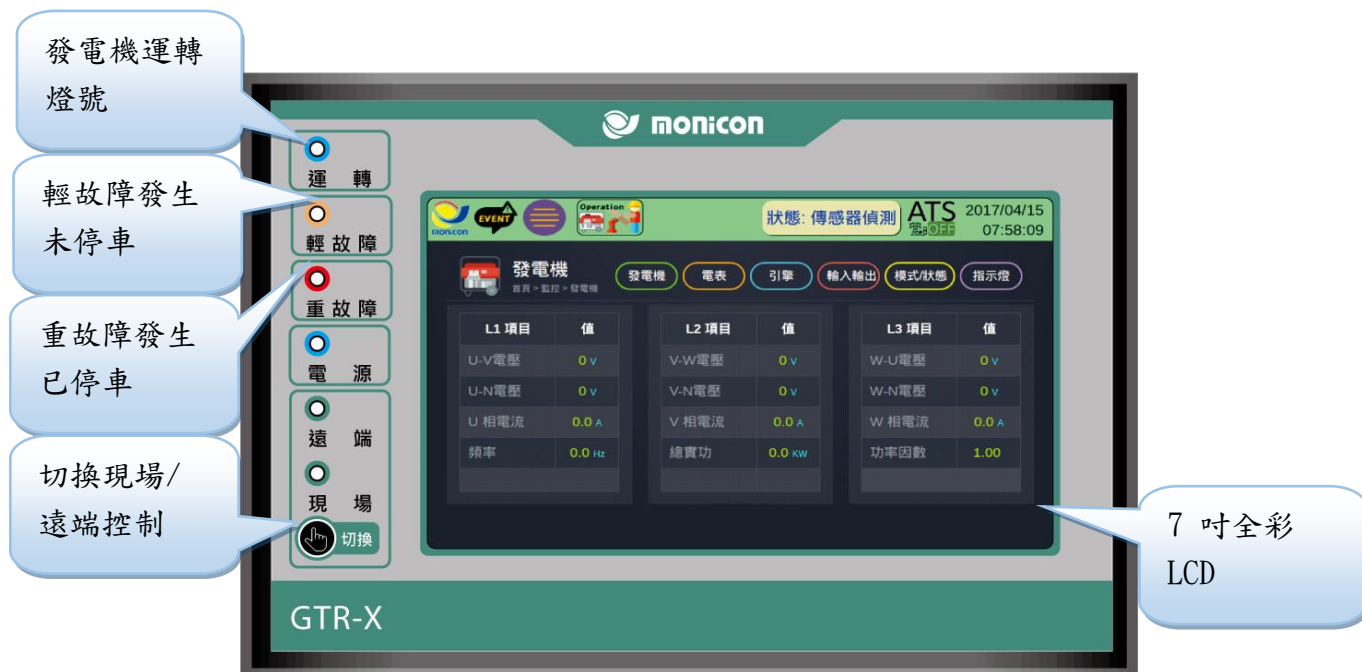 發電機運轉
燈號
輕故障發生
未停車
重故障發生
已停車
切換現場/
遠端控制
7 吋全彩
LCD
monicon
運 轉
輕 故 障
重 故 障
電 源
遠 端
現 場
切換
monicon
EVENT
Operation
狀態: 傳感器偵測
ATS
OFF
2017/04/15
07:58:09
發電機
首頁 > 監控 > 發電機
發電機 電表 引擎 輸入輸出 模式/狀態 指示燈
L1 項目 值 L2 項目 值 L3 項目 值
U-V電壓 0 V V-W電壓 0 V W-U電壓 0 V
U-N電壓 0 V V-N電壓 0 V W-N電壓 0 V
U 相電流 0.0 A V 相電流 0.0 A W 相電流 0.0 A
頻率 0.0 Hz 總實功 0.0 KW 功率因數 1.00
GTR-X